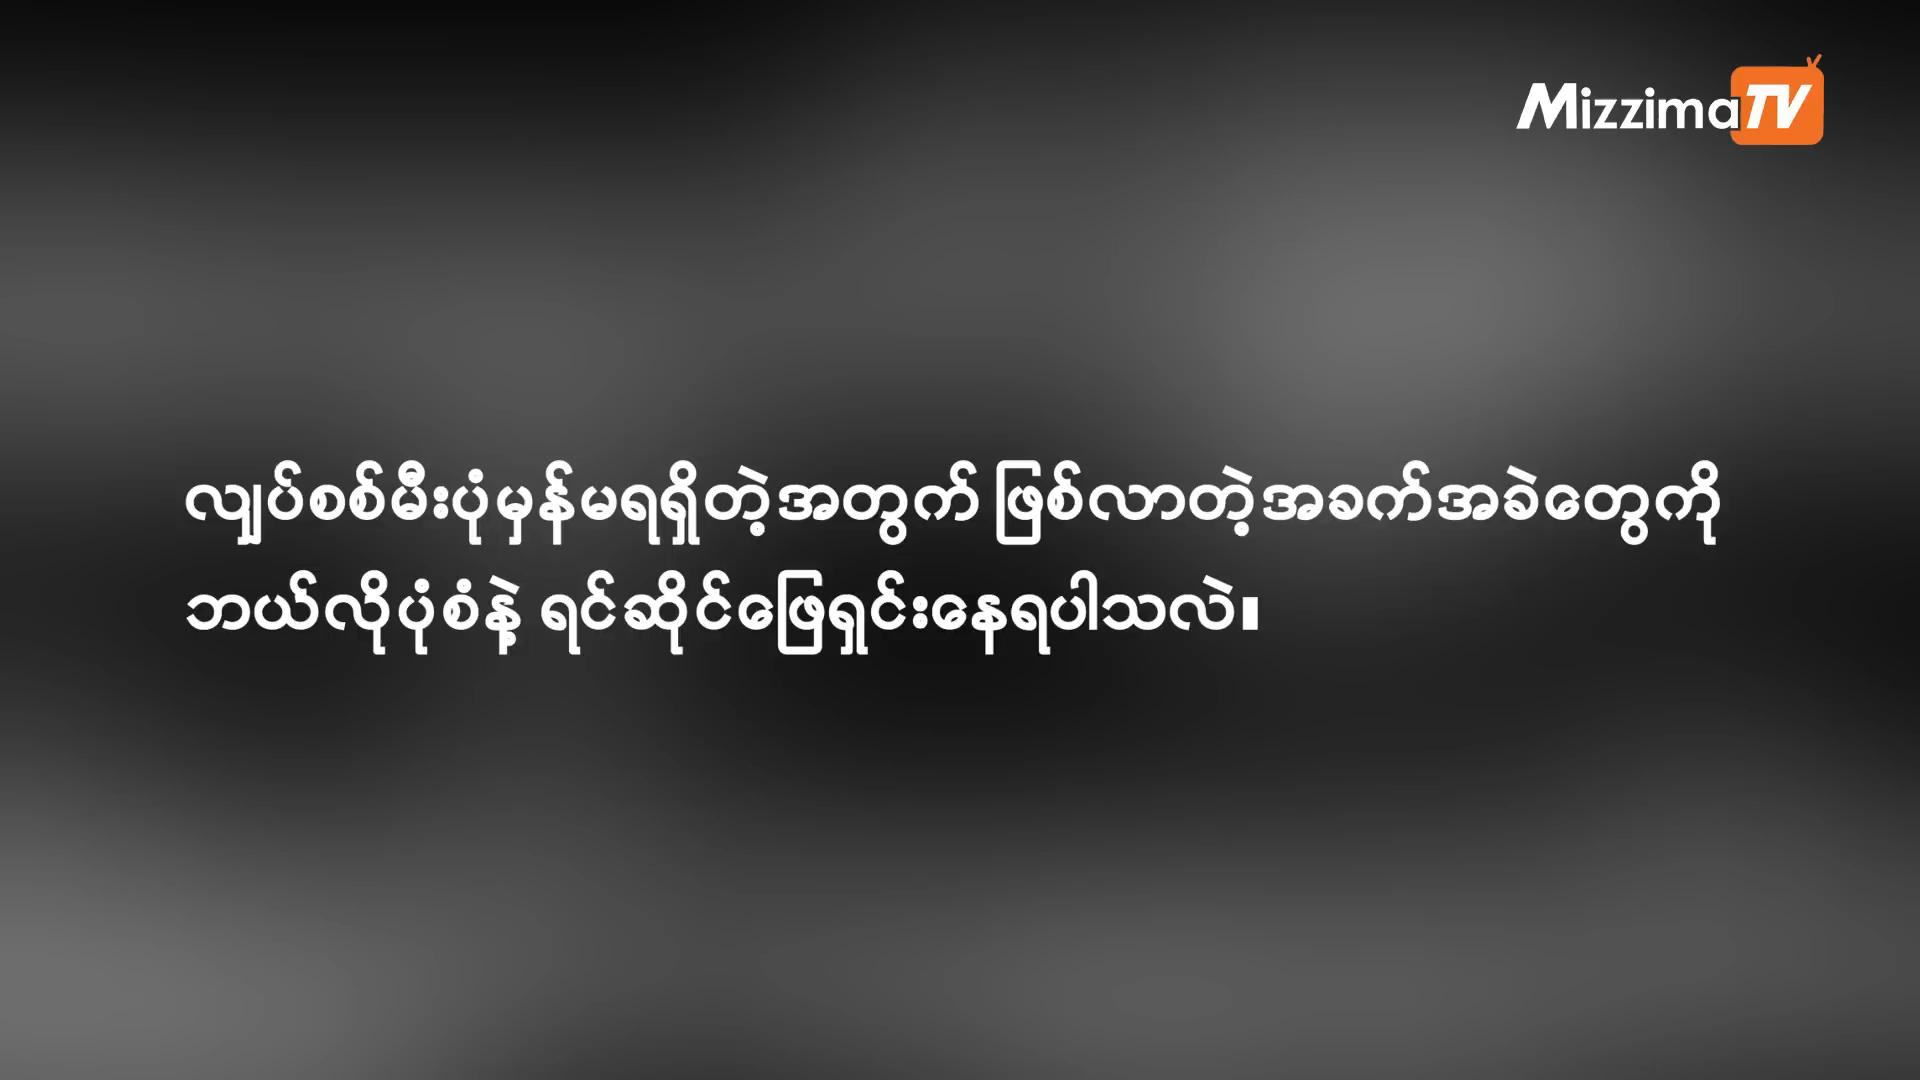 MizzimaTV
လျှပ်စစ်မီးပုံမှန်မရရှိတဲ့အတွက် ဖြစ်လာတဲ့အခက်အခဲတွေကို
ဘယ်လိုပုံစံနဲ့ ရင်ဆိုင်ဖြေရှင်းနေရပါသလဲ။